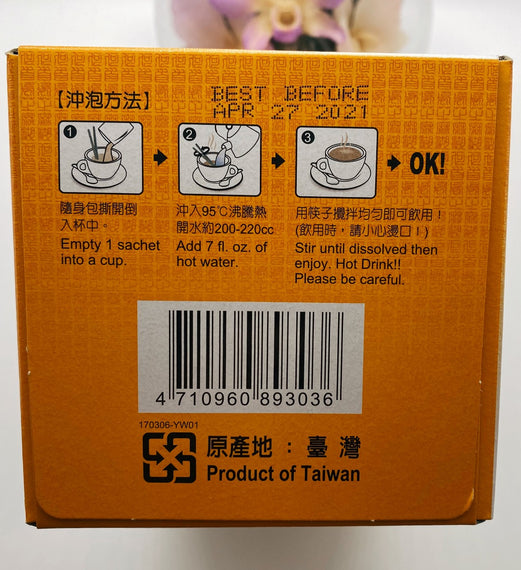 【沖泡方法】
BEST BEFORE
APR 27 2021
1
2
3
OK!
隨身包撕開倒
入杯中。
Empty 1 sachet
into a cup.
沖入95℃沸騰熱
開水約200-220cc
Add 7 fl. oz. of
hot water.
用筷子攪拌均勻即可飲用！
(飲用時，請小心燙口！)
Stir until dissolved then
enjoy. Hot Drink!!
Please be careful.
4 710960 893036
170306-YW01
原產地：臺灣
Product of Taiwan